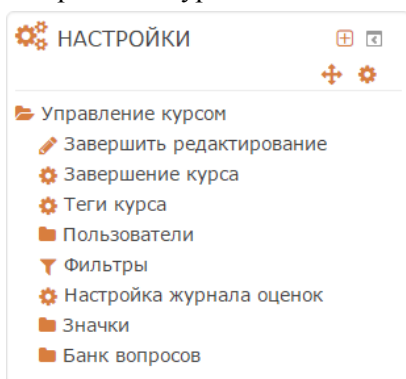 НАСТРОЙКИ
Управление курсом
Завершить редактирование
Завершение курса
Теги курса
Пользователи
Фильтры
Настройка журнала оценок
Значки
Банк вопросов